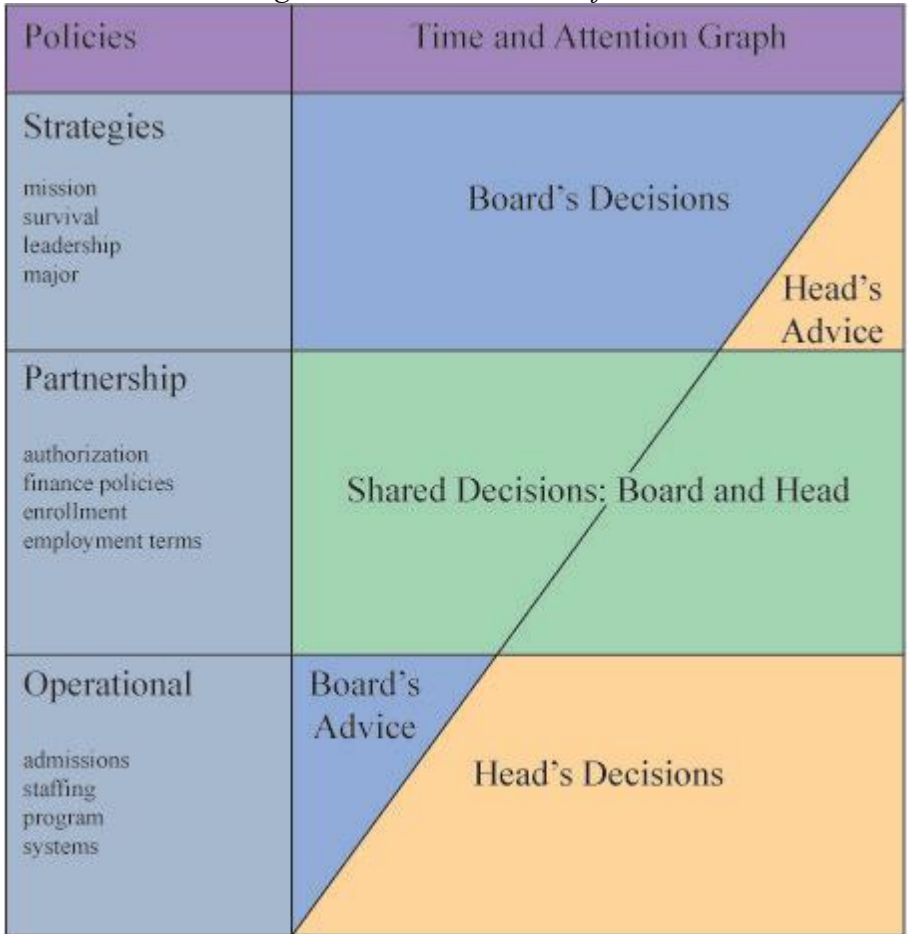 Policies
Time and Attention Graph
Strategies
mission
survival
leadership
major
Board's Decisions
Head's
Advice
Partnership
authorization
finance policies
enrollment
employment terms
Shared Decisions: Board and Head
Operational
admissions
staffing
program
systems
Board's
Advice
Head's Decisions